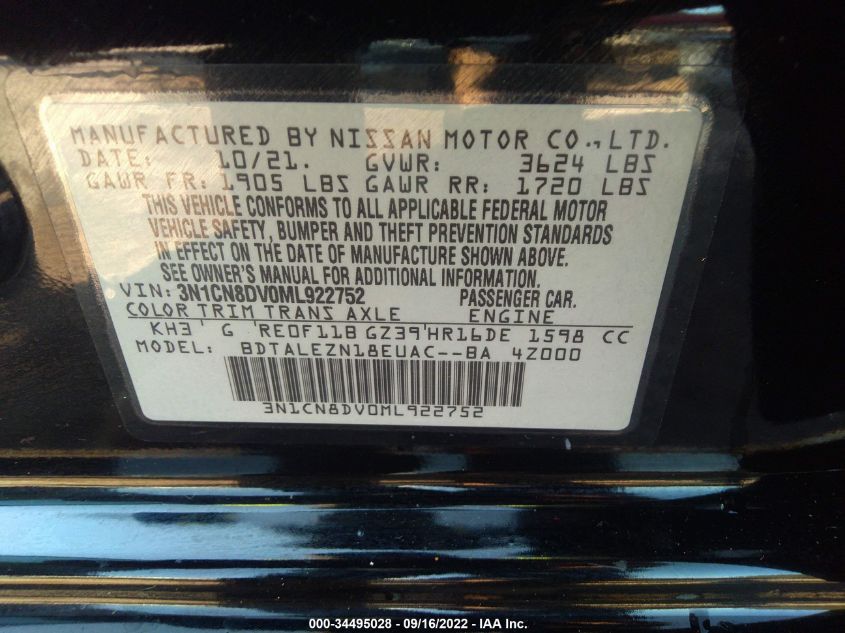 MANUFACTURED BY NISSAN MOTOR CO., LTD.
DATE: 10/21. GVWR: 3624 LBS
GAWR FR: 1905 LBS GAWR RR: 1720 LBS
THIS VEHICLE CONFORMS TO ALL APPLICABLE FEDERAL MOTOR
VEHICLE SAFETY, BUMPER AND THEFT PREVENTION STANDARDS
IN EFFECT ON THE DATE OF MANUFACTURE SHOWN ABOVE.
SEE OWNER'S MANUAL FOR ADDITIONAL INFORMATION.
VIN: 3N1CN8DV0ML922752 PASSENGER CAR.
COLOR TRIM TRANS AXLE ENGINE
KH3 G RE0F11B GZ39 HR16DE 1598 CC
MODEL: BDTALEZN18EUAC--BA 4Z000
3N1CN8DV0ML922752
000-34495028 - 09/16/2022 - IAA Inc.